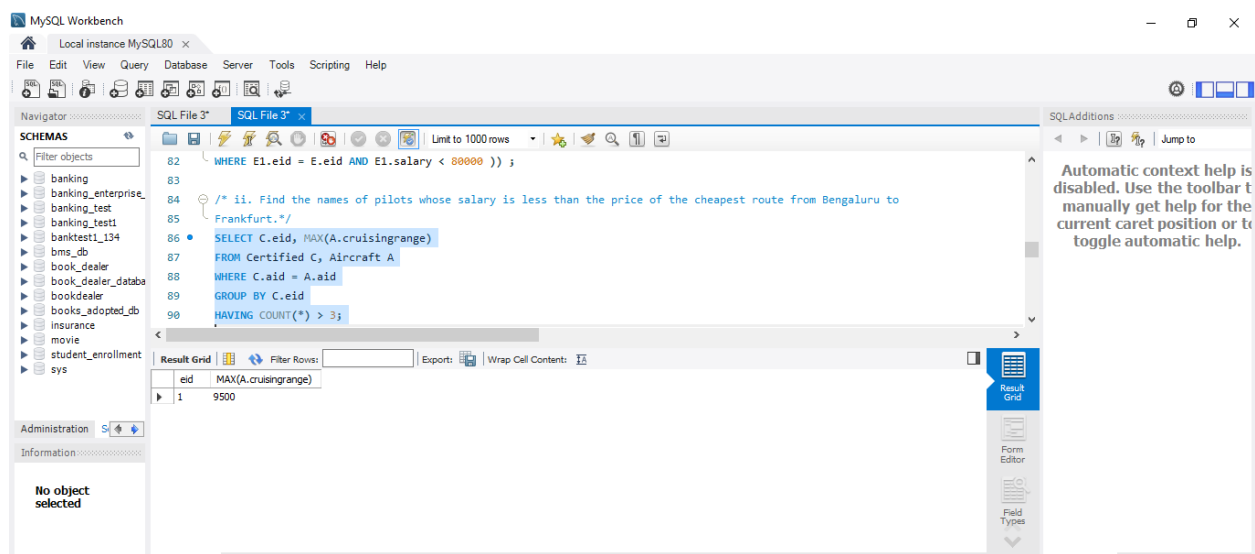 MySQL Workbench
Local instance MySQL80
File Edit View Query Database Server Tools Scripting Help
Navigator
SCHEMAS
Filter objects
banking
banking_enterprise_
banking_test
banking_test1
banktest1_134
bms_db
book_dealer
book_dealer_databa
bookdealer
books_adopted_db
insurance
movie
student_enrollment
sys
Administration S
Information
No object
selected
SQL File 3* SQL File 3*
Limit to 1000 rows
82 WHERE E1.eid = E.eid AND E1.salary < 80000 )) ;
83
84 /* ii. Find the names of pilots whose salary is less than the price of the cheapest route from Bengaluru to
85 Frankfurt.*/
86 SELECT C.eid, MAX(A.cruisingrange)
87 FROM Certified C, Aircraft A
88 WHERE C.aid = A.aid
89 GROUP BY C.eid
90 HAVING COUNT(*) > 3;
Result Grid Filter Rows: Export: Wrap Cell Content:
eid MAX(A.cruisingrange)
1 9500
Result
Grid
Form
Editor
Field
Types
SQLAdditions
Jump to
Automatic context help is
disabled. Use the toolbar t
manually get help for the
current caret position or to
toggle automatic help.